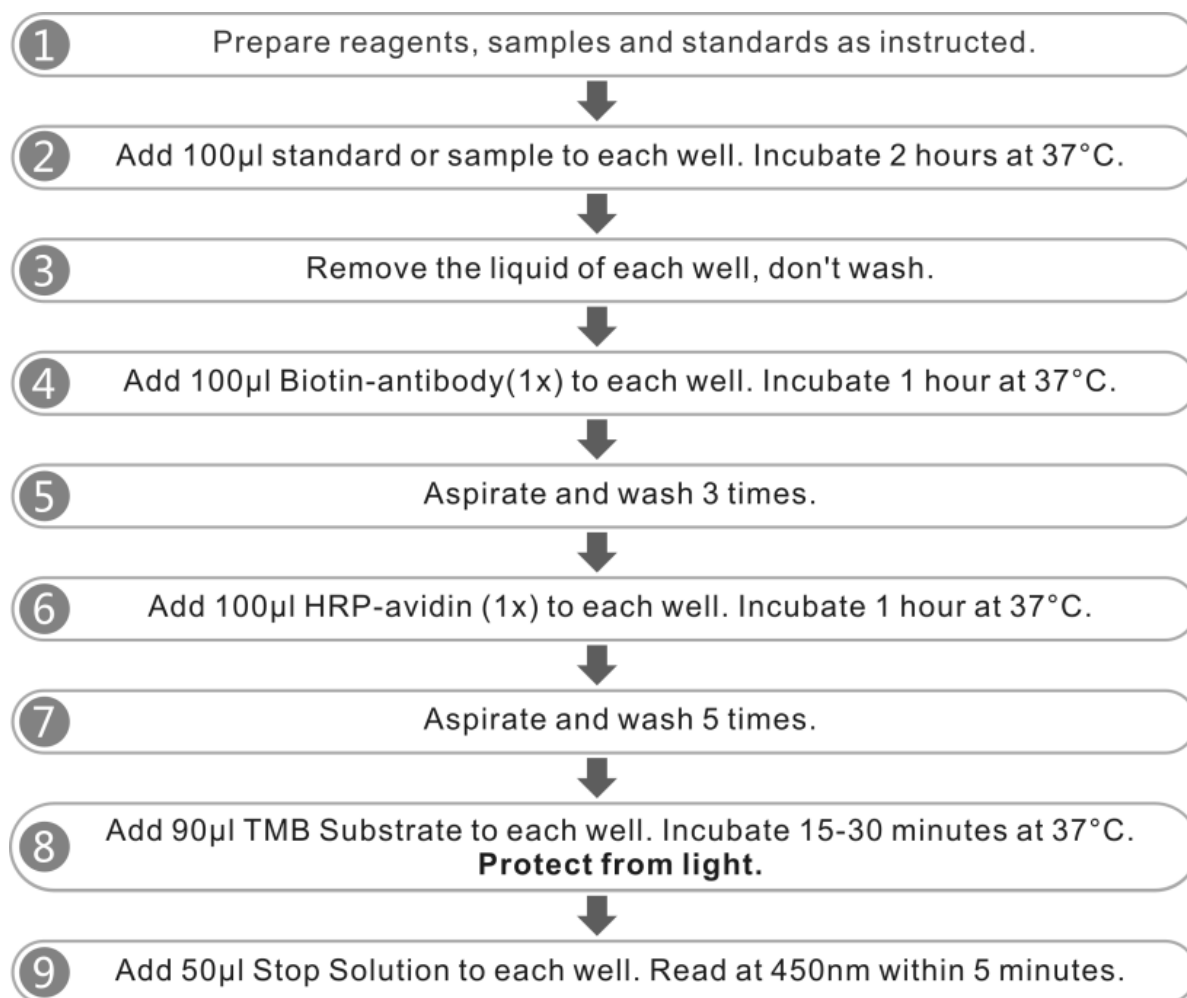 1 Prepare reagents, samples and standards as instructed.
2 Add 100µl standard or sample to each well. Incubate 2 hours at 37°C.
3 Remove the liquid of each well, don't wash.
4 Add 100µl Biotin-antibody(1x) to each well. Incubate 1 hour at 37°C.
5 Aspirate and wash 3 times.
6 Add 100µl HRP-avidin (1x) to each well. Incubate 1 hour at 37°C.
7 Aspirate and wash 5 times.
8 Add 90µl TMB Substrate to each well. Incubate 15-30 minutes at 37°C.
Protect from light.
9 Add 50µl Stop Solution to each well. Read at 450nm within 5 minutes.